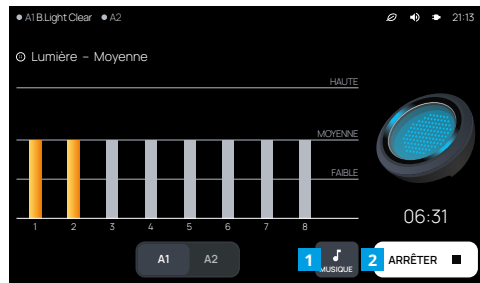 A1 B.Light Clear A2 21:13
Lumière – Moyenne
HAUTE
MOYENNE
FAIBLE
1 2 3 4 5 6 7 8
06:31
A1 A2
1 MUSIQUE
2 ARRÊTER